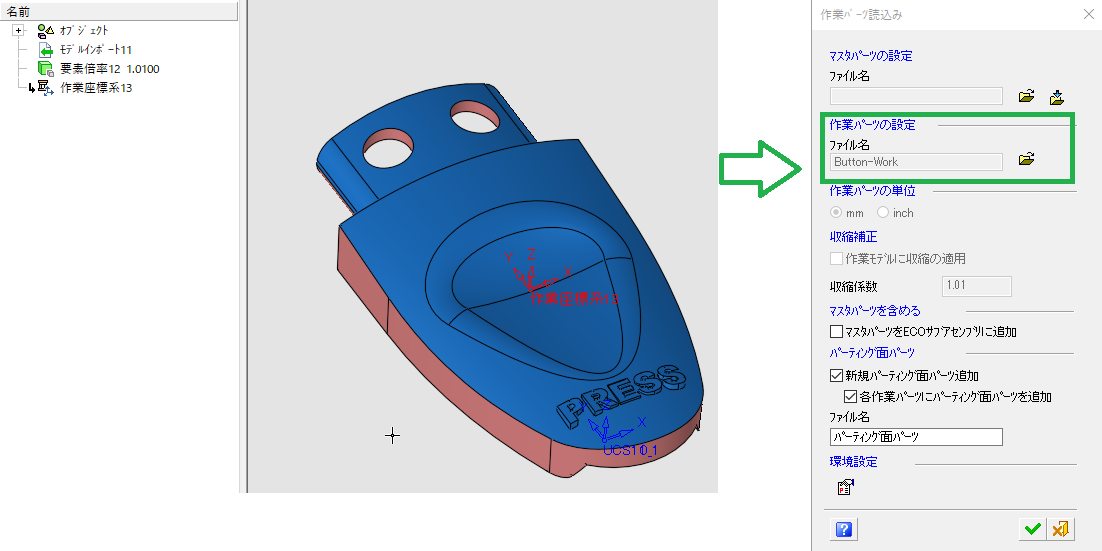 名前
オブジェクト
モデルインポート11
要素倍率12 1.0100
作業座標系13
Y Z
Z
X
作業座標系13
PRESS
X
UCS10_1
作業パーツ読込み
マスタパーツの設定
ファイル名
作業パーツの設定
ファイル名
Button-Work
作業パーツの単位
mm inch
収縮補正
作業モデルに収縮の適用
収縮係数 1.01
マスタパーツを含める
マスタパーツをECOサブアセンブリに追加
パーティング面パーツ
新規パーティング面パーツ追加
各作業パーツにパーティング面パーツを追加
ファイル名
パーティング面パーツ
環境設定